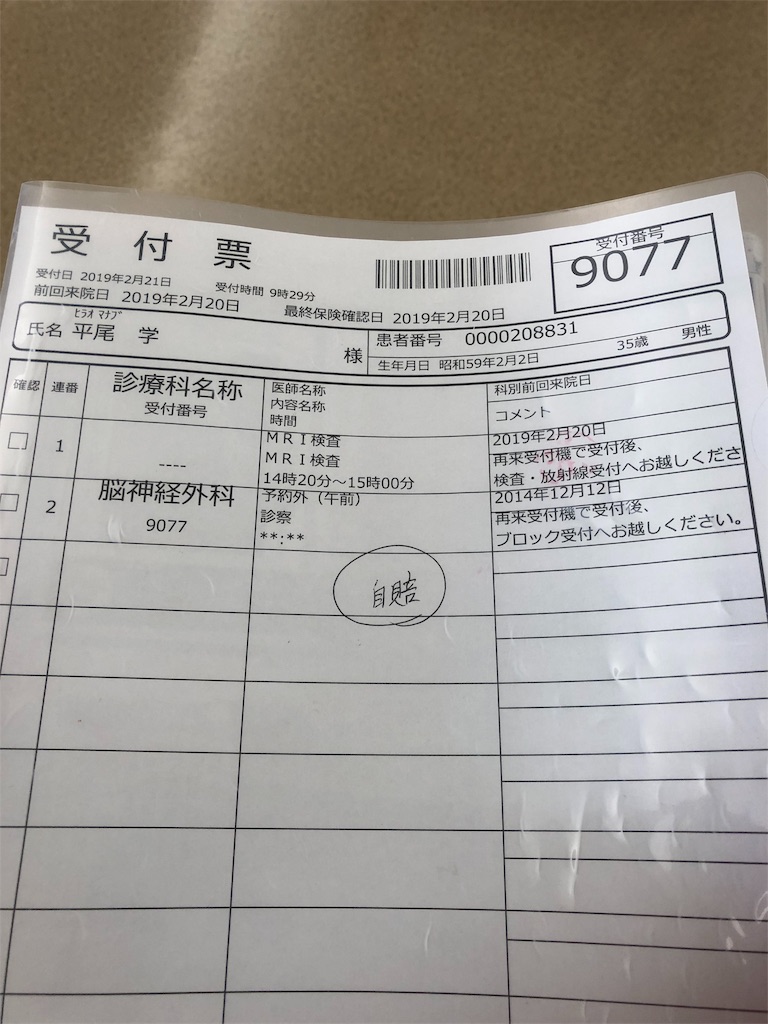 受付票
受付番号
9077
受付日 2019年2月21日 受付時間 9時29分
前回来院日 2019年2月20日 最終保険確認日 2019年2月20日
ﾋﾗｵ ﾏﾅﾌﾞ
氏名 平尾 学 様
患者番号 0000208831
生年月日 昭和59年2月2日 35歳 男性
確認 連番 診療科名称
受付番号
医師名称
内容名称
時間
科別前回来院日
コメント
1
----
ＭＲＩ検査
ＭＲＩ検査
14時20分～15時00分
2019年2月20日
再来受付機で受付後、
検査・放射線受付へお越しくださ
2
脳神経外科
9077
予約外（午前）
診察
**:**
2014年12月12日
再来受付機で受付後、
ブロック受付へお越しください。
自賠